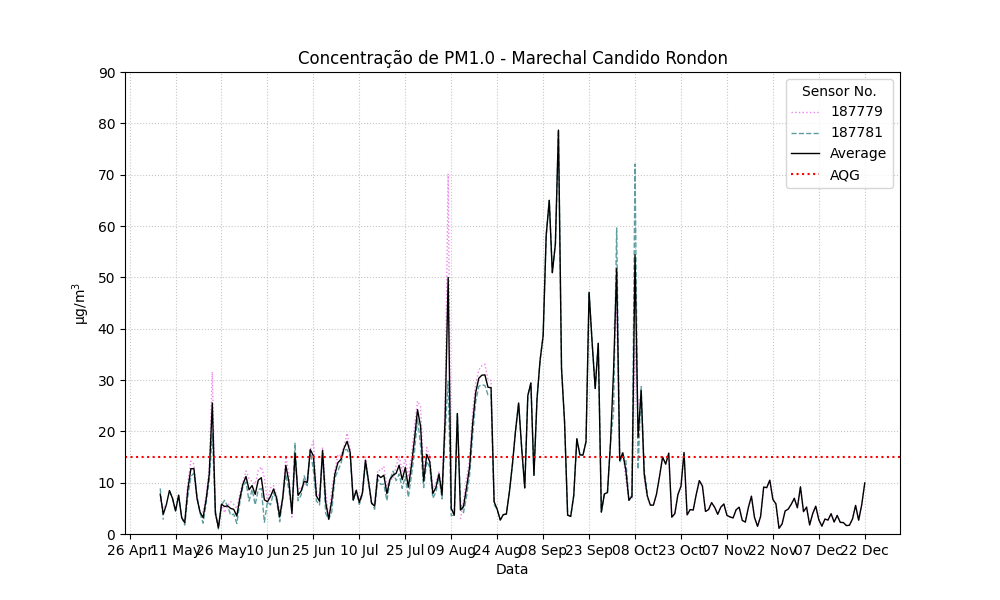 Concentração de PM1.0 - Marechal Candido Rondon
Sensor No.
187779
187781
Average
AQG
µg/m³
90
80
70
60
50
40
30
20
10
0
26 Apr 11 May 26 May 10 Jun 25 Jun 10 Jul 25 Jul 09 Aug 24 Aug 08 Sep 23 Sep 08 Oct 23 Oct 07 Nov 22 Nov 07 Dec 22 Dec
Data